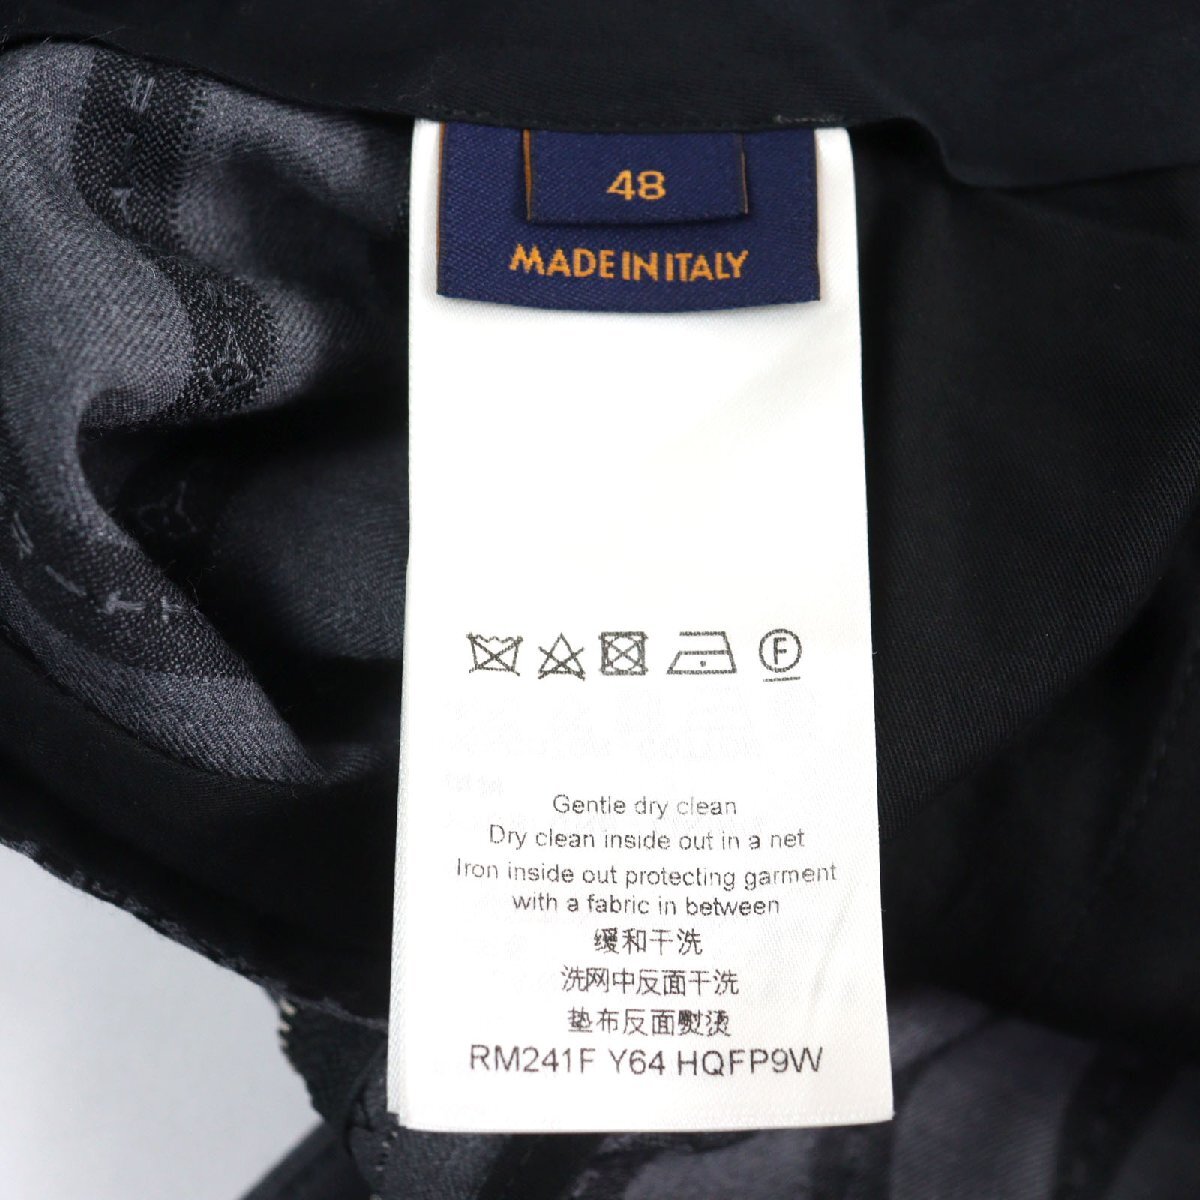 48
MADE IN ITALY
F
Gentle dry clean
Dry clean inside out in a net
Iron inside out protecting garment
with a fabric in between
缓和干洗
洗网中反面干洗
垫布反面熨烫
RM241F Y64 HQFP9W